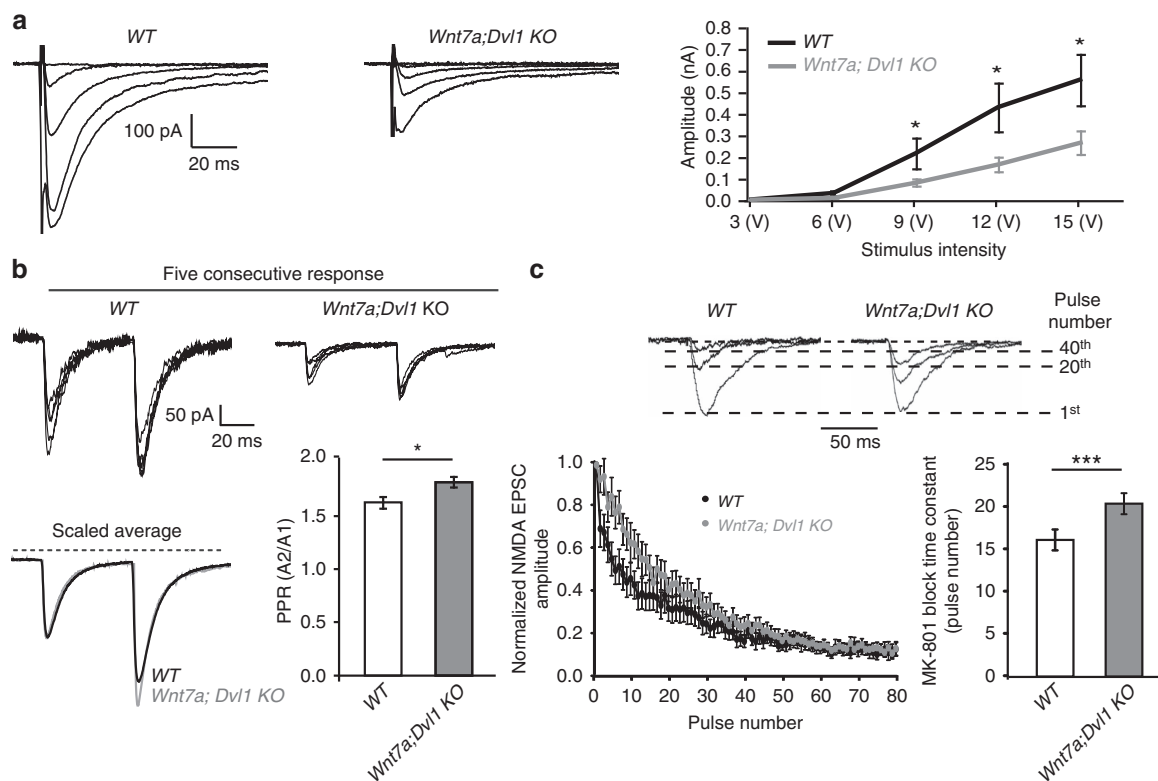 a
WT
Wnt7a;Dvl1 KO
100 pA
20 ms
Amplitude (nA)
0.8
0.7
0.6
0.5
0.4
0.3
0.2
0.1
0.0
WT
Wnt7a; Dvl1 KO
*
*
*
3 (V)
6 (V)
9 (V)
12 (V)
15 (V)
Stimulus intensity
b
Five consecutive response
WT
Wnt7a;Dvl1 KO
50 pA
20 ms
Scaled average
WT
Wnt7a; Dvl1 KO
PPR (A2/A1)
2.0
1.5
1.0
0.5
0.0
*
WT
Wnt7a;Dvl1 KO
c
WT
Wnt7a;Dvl1 KO
Pulse
number
40th
20th
1st
50 ms
Normalized NMDA EPSC
amplitude
1.0
0.8
0.6
0.4
0.2
0.0
WT
Wnt7a; Dvl1 KO
0
10
20
30
40
50
60
70
80
Pulse number
MK-801 block time constant
(pulse number)
25
20
15
10
5
0
***
WT
Wnt7a;Dvl1 KO